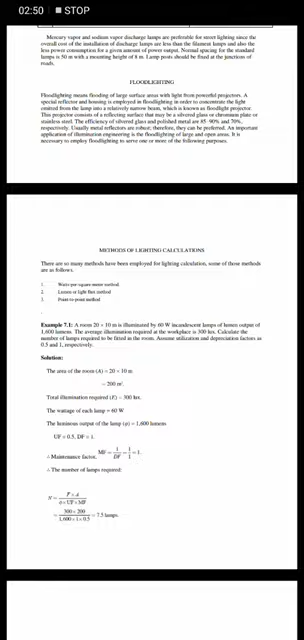 02:50 STOP
Mercury vapor and sodium vapor discharge lamps are preferable for street lighting since the
overall cost of the installation of discharge lamps are less than the filament lamps and also the
less power consumption for a given amount of power output. Normal spacing for the standard
lamps is 50 m with a mounting height of 8 m. Lamp posts should be fixed at the junctions of
roads.
FLOODLIGHTING
Floodlighting means flooding of large surface areas with light from powerful projectors. A
special reflector and housing is employed in floodlighting in order to concentrate the light
emitted from the lamp into a relatively narrow beam, which is known as floodlight projector.
This projector consists of a reflecting surface that may be a silvered glass or chromium plate or
stainless steel. The efficiency of silvered glass and polished metal are 85–90% and 70%,
respectively. Usually metal reflectors are robust; therefore, they can be preferred. An important
application of illumination engineering is the floodlighting of large and open areas. It is
necessary to employ floodlighting to serve one or more of the following purposes.
METHODS OF LIGHTING CALCULATIONS
There are so many methods have been employed for lighting calculation, some of those methods
are as follows.
1. Watts-per-square-meter method.
2. Lumen or light flux method.
3. Point-to-point method
.
Example 7.1: A room 20 × 10 m is illuminated by 60 W incandescent lamps of lumen output of
1,600 lumens. The average illumination required at the workplace is 300 lux. Calculate the
number of lamps required to be fitted in the room. Assume utilization and depreciation factors as
0.5 and 1, respectively.
Solution:
The area of the room (A) = 20 × 10 m
= 200 m².
Total illumination required (E) = 300 lux.
The wattage of each lamp = 60 W
The luminous output of the lamp (φ) = 1,600 lumens
UF = 0.5, DF = 1.
∴ Maintenance factor, MF = 1/DF = 1/1 = 1.
∴ The number of lamps required:
N = E × A / φ × UF × MF
= 300 × 200 / 1,600 × 1 × 0.5 = 7.5 lamps.